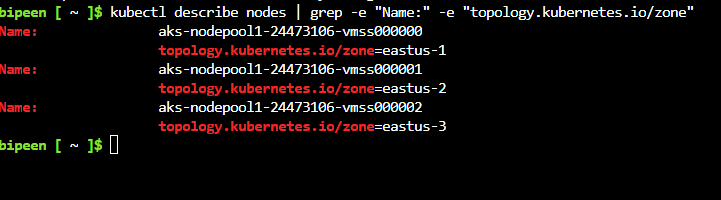 bipeen [ ~ ]$ kubectl describe nodes | grep -e "Name:" -e "topology.kubernetes.io/zone"
Name:               aks-nodepool1-24473106-vmss000000
                    topology.kubernetes.io/zone=eastus-1
Name:               aks-nodepool1-24473106-vmss000001
                    topology.kubernetes.io/zone=eastus-2
Name:               aks-nodepool1-24473106-vmss000002
                    topology.kubernetes.io/zone=eastus-3
bipeen [ ~ ]$